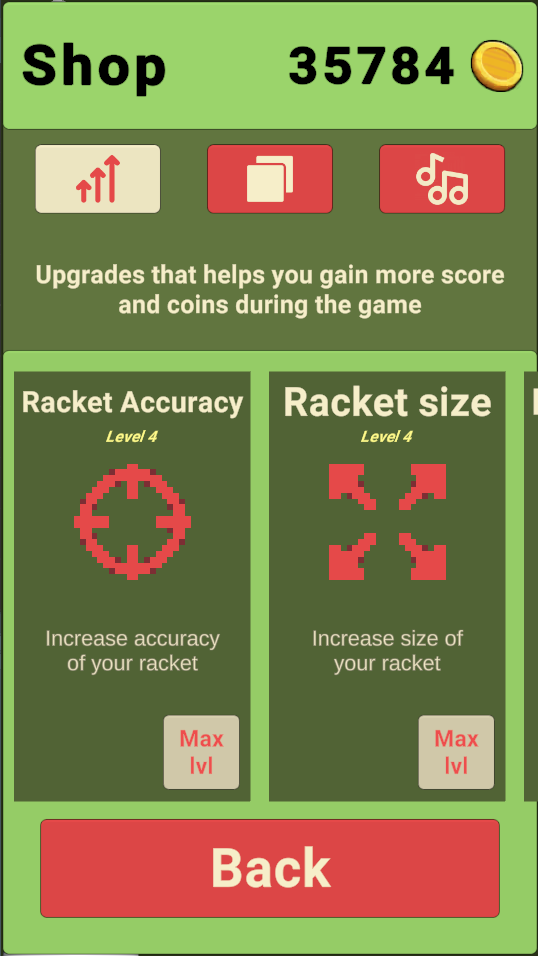 Shop
35784
Upgrades that helps you gain more score
and coins during the game
Racket Accuracy
Level 4
Increase accuracy
of your racket
Max
lvl
Racket size
Level 4
Increase size of
your racket
Max
lvl
Back